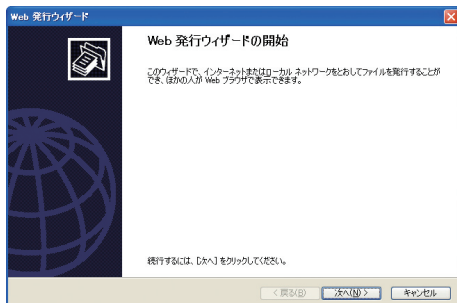 Web 発行ウィザード
Web 発行ウィザードの開始
このウィザードで、インターネットまたはローカル ネットワークをとおしてファイルを発行することが
でき、ほかの人が Web ブラウザで表示できます。
続行するには、[次へ] をクリックしてください。
< 戻る(B)
次へ(N) >
キャンセル